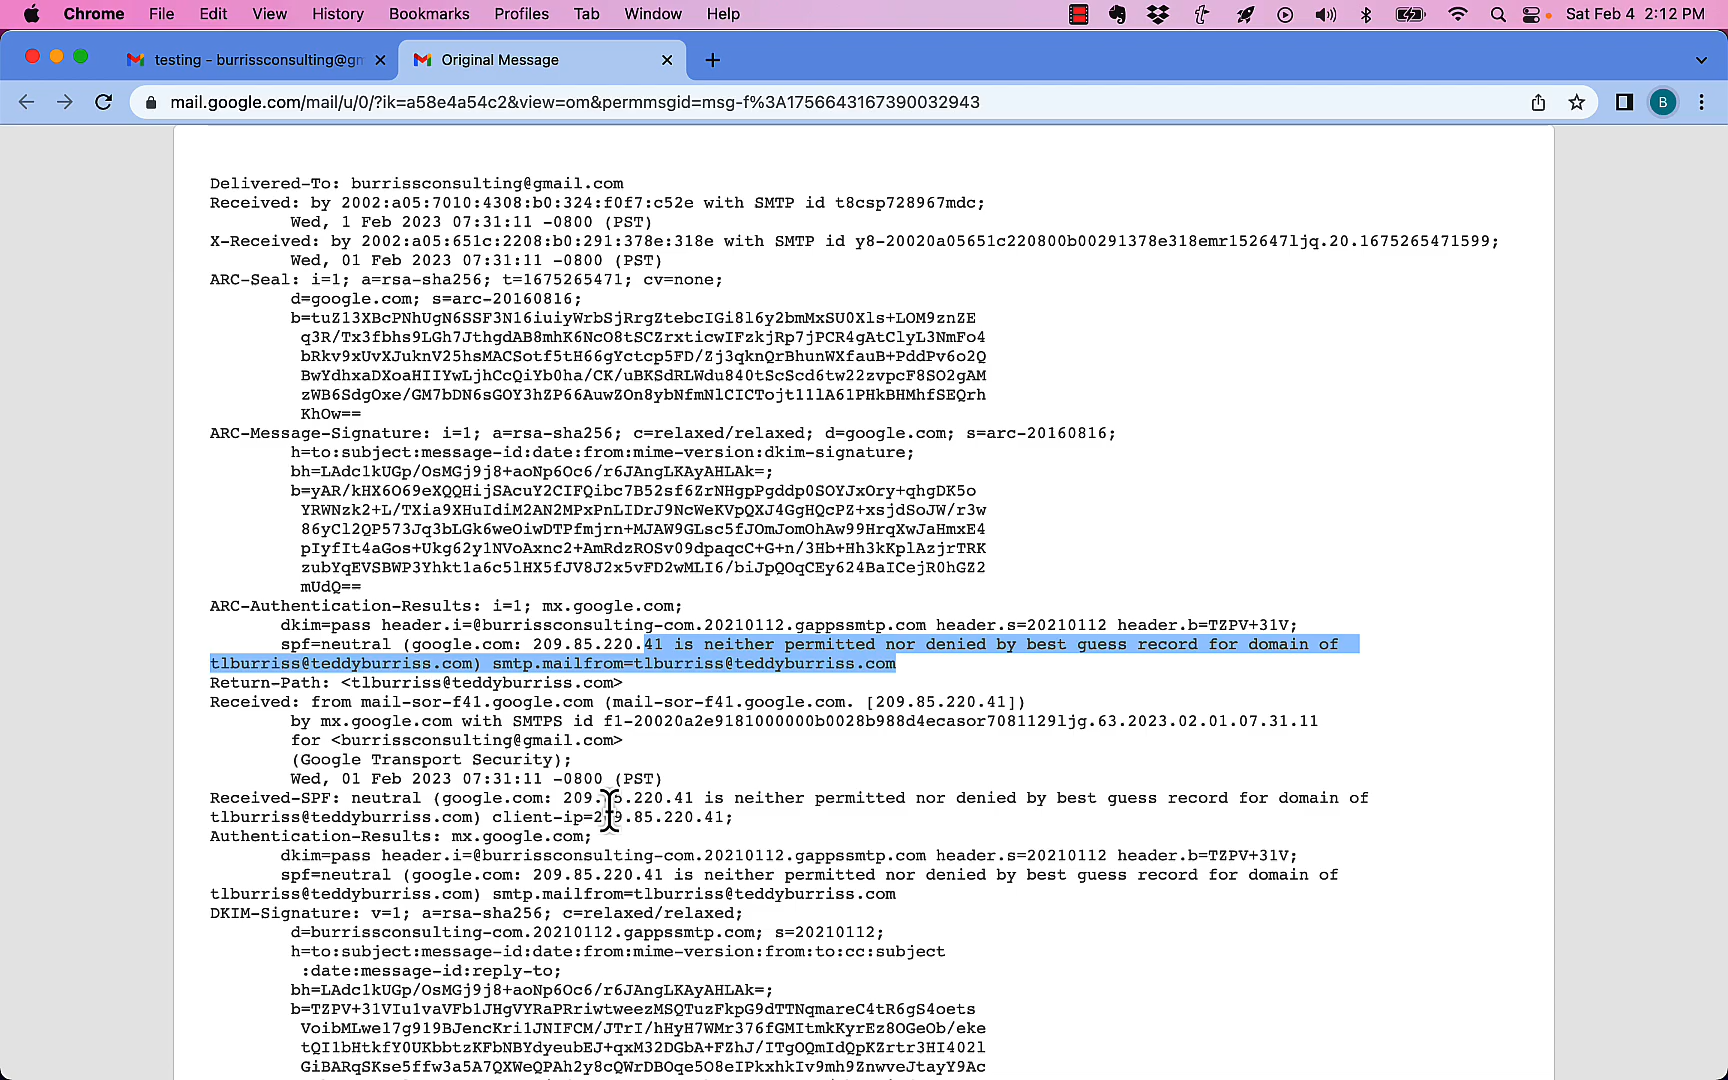 Chrome File Edit View History Bookmarks Profiles Tab Window Help Sat Feb 4 2:12 PM
testing - burrissconsulting@gm Original Message
mail.google.com/mail/u/0/?ik=a58e4a54c2&view=om&permmsgid=msg-f%3A1756643167390032943 B
Delivered-To: burrissconsulting@gmail.com
Received: by 2002:a05:7010:4308:b0:324:f0f7:c52e with SMTP id t8csp728967mdc;
Wed, 1 Feb 2023 07:31:11 -0800 (PST)
X-Received: by 2002:a05:651c:2208:b0:291:378e:318e with SMTP id y8-20020a05651c220800b00291378e318emr152647ljq.20.1675265471599;
Wed, 01 Feb 2023 07:31:11 -0800 (PST)
ARC-Seal: i=1; a=rsa-sha256; t=1675265471; cv=none;
d=google.com; s=arc-20160816;
b=tuZ13XBcPNhUgN6SSF3N16iuiyWrbSjRrgZtebcIGi8l6y2bmMxSU0Xls+LOM9znZE
q3R/Tx3fbhs9LGh7JthgdAB8mhK6NcO8tSCZrxticwIFzkjRp7jPCR4gAtClyL3NmFo4
bRkv9xUvXJuknV25hsMACSotf5tH66gYctcp5FD/Zj3qknQrBhunWXfauB+PddPv6o2Q
BwYdhxaDXoaHIIYwLjhCcQiYb0ha/CK/uBKSdRLWdu840tScScd6tw22zvpcF8SO2gAM
zWB6SdgOxe/GM7bDN6sGOY3hZP66AuwZOn8ybNfmNlCICTojtlllA61PHkBHMhfSEQrh
KhOw==
ARC-Message-Signature: i=1; a=rsa-sha256; c=relaxed/relaxed; d=google.com; s=arc-20160816;
h=to:subject:message-id:date:from:mime-version:dkim-signature;
bh=LAdc1kUGp/OsMGj9j8+aoNp6Oc6/r6JAngLKAyAHLAk=;
b=yAR/kHX6O69eXQQHijSAcuY2CIFQibc7B52sf6ZrNHgpPgddp0SOYJxOry+qhgDK5o
YRWNzk2+L/TXia9XHuIdiM2AN2MPxPnLIDrJ9NcWeKVpQXJ4GgHQcPZ+xsjdSoJW/r3w
86yCl2QP573Jq3bLGk6weOiwDTPfmjrn+MJAW9GLsc5fJOmJomOhAw99HrqXwJaHmxE4
pIyfIt4aGos+Ukg62y1NVoAxnc2+AmRdzROSv09dpaqcC+G+n/3Hb+Hh3kKplAzjrTRK
zubYqEVSBWP3Yhkt1a6c5lHX5fJV8J2x5vFD2wMLI6/biJpQOqCEy624BaICejR0hGZ2
mUdQ==
ARC-Authentication-Results: i=1; mx.google.com;
dkim=pass header.i=@burrissconsulting-com.20210112.gappssmtp.com header.s=20210112 header.b=TZPV+31V;
spf=neutral (google.com: 209.85.220.41 is neither permitted nor denied by best guess record for domain of
tlburriss@teddyburriss.com) smtp.mailfrom=tlburriss@teddyburriss.com
Return-Path: <tlburriss@teddyburriss.com>
Received: from mail-sor-f41.google.com (mail-sor-f41.google.com. [209.85.220.41])
by mx.google.com with SMTPS id f1-20020a2e9181000000b0028b988d4ecasor7081129ljg.63.2023.02.01.07.31.11
for <burrissconsulting@gmail.com>
(Google Transport Security);
Wed, 01 Feb 2023 07:31:11 -0800 (PST)
Received-SPF: neutral (google.com: 209.85.220.41 is neither permitted nor denied by best guess record for domain of
tlburriss@teddyburriss.com) client-ip=209.85.220.41;
Authentication-Results: mx.google.com;
dkim=pass header.i=@burrissconsulting-com.20210112.gappssmtp.com header.s=20210112 header.b=TZPV+31V;
spf=neutral (google.com: 209.85.220.41 is neither permitted nor denied by best guess record for domain of
tlburriss@teddyburriss.com) smtp.mailfrom=tlburriss@teddyburriss.com
DKIM-Signature: v=1; a=rsa-sha256; c=relaxed/relaxed;
d=burrissconsulting-com.20210112.gappssmtp.com; s=20210112;
h=to:subject:message-id:date:from:mime-version:from:to:cc:subject
:date:message-id:reply-to;
bh=LAdc1kUGp/OsMGj9j8+aoNp6Oc6/r6JAngLKAyAHLAk=;
b=TZPV+31VIu1vaVFblJHgVYRaPRriwtweezMSQTuzFkpG9dTTNqmareC4tR6gS4oets
VoibMLwe17g919BJencKri1JNIFCM/JTrI/hHyH7WMr376fGMItmkKyrEz8OGeOb/eke
tQI1bHtkfY0UKbbtzKFbNBYdyeubEJ+qxM32DGbA+FZhJ/ITgOQmIdQpKZrtr3HI402l
GiBARqSKse5ffw3a5A7QXWeQPAh2y8cQWrDBOqe5O8eIPkxhkIv9mh9ZnwveJtayY9Ac